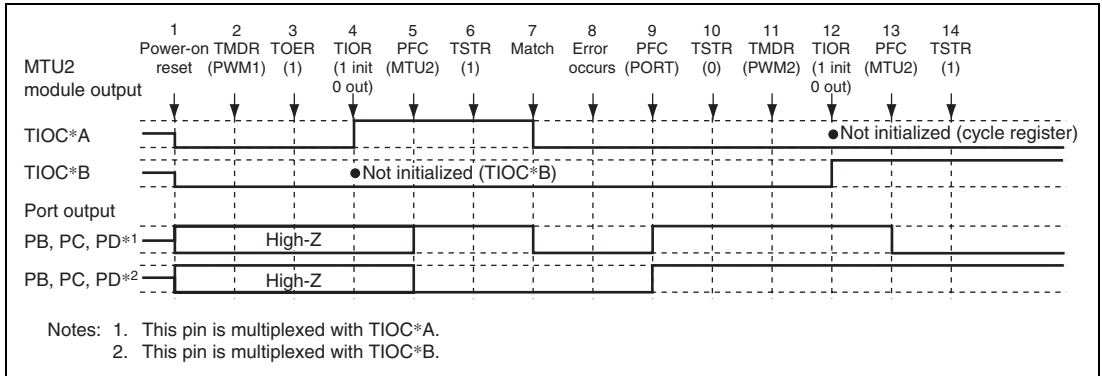 1 2 3 4 5 6 7 8 9 10 11 12 13 14
Power-on TMDR TOER TIOR PFC TSTR Match Error PFC TSTR TMDR TIOR PFC TSTR
MTU2 reset (PWM1) (1) (1 init (MTU2) (1) occurs (PORT) (0) (PWM2) (1 init (MTU2) (1)
module output 0 out) 0 out)
TIOC*A ●Not initialized (cycle register)
TIOC*B ●Not initialized (TIOC*B)
Port output
PB, PC, PD*1 High-Z
PB, PC, PD*2 High-Z
Notes: 1. This pin is multiplexed with TIOC*A.
2. This pin is multiplexed with TIOC*B.